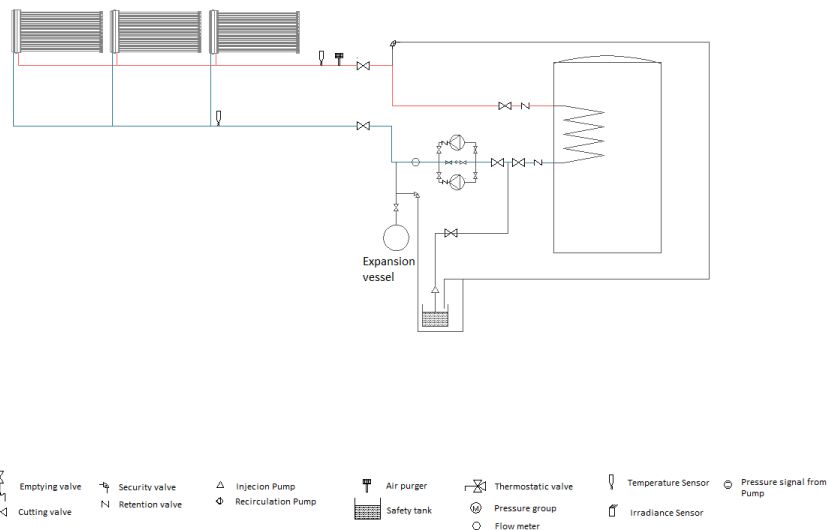 Expansion
vessel
Emptying valve
Security valve
Injecion Pump
Air purger
Thermostatic valve
Temperature Sensor
Pressure signal from
Pump
Cutting valve
Retention valve
Recirculation Pump
Safety tank
Pressure group
M
Irradiance Sensor
Flow meter